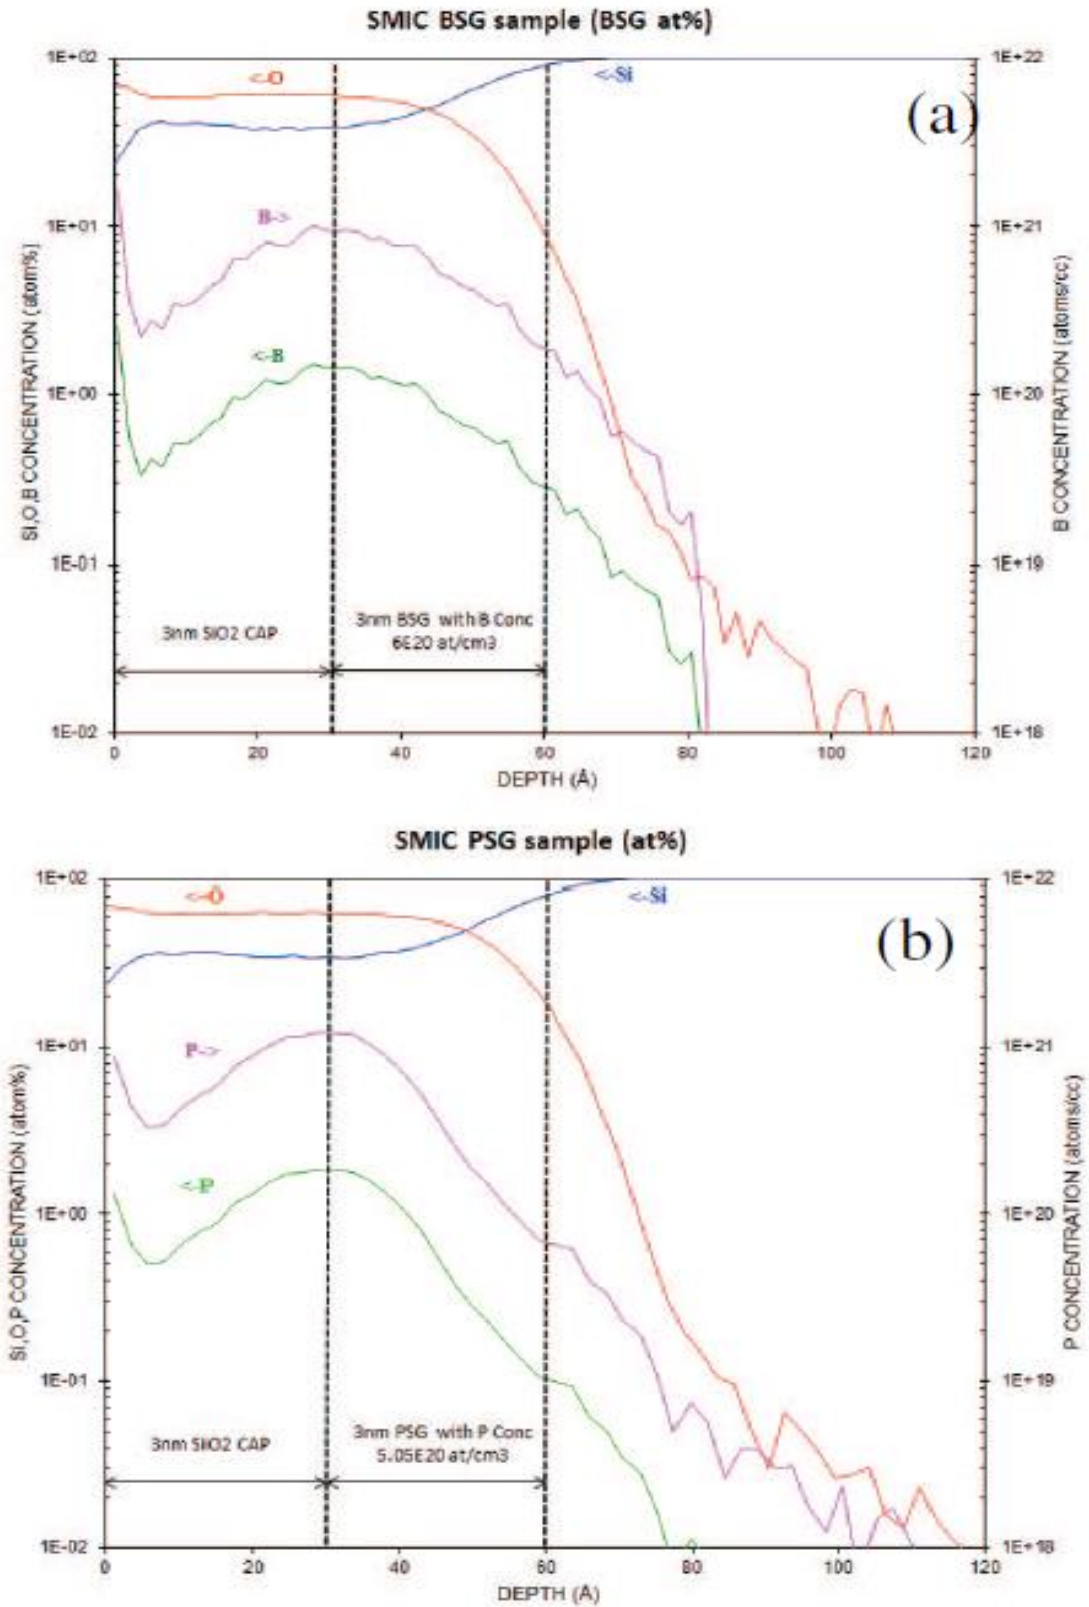 SMIC BSG sample (BSG at%)
1E+02
1E+22
<-O
<-Si
(a)
B->
1E+01
1E+21
<-B
1E+00
1E+20
1E-01
1E+19
3nm SiO2 CAP
3nm BSG with B Conc
6E20 at/cm3
1E-02
1E+18
0
20
40
60
80
100
120
DEPTH (Å)
Si,O,B CONCENTRATION (atom%)
B CONCENTRATION (atoms/cc)
SMIC PSG sample (at%)
1E+02
1E+22
<-O
<-Si
(b)
1E+01
1E+21
P->
<-P
1E+00
1E+20
1E-01
1E+19
3nm SiO2 CAP
3nm PSG with P Conc
5.05E20 at/cm3
1E-02
1E+18
0
20
40
60
80
100
120
DEPTH (Å)
Si,O,P CONCENTRATION (atom%)
P CONCENTRATION (atoms/cc)